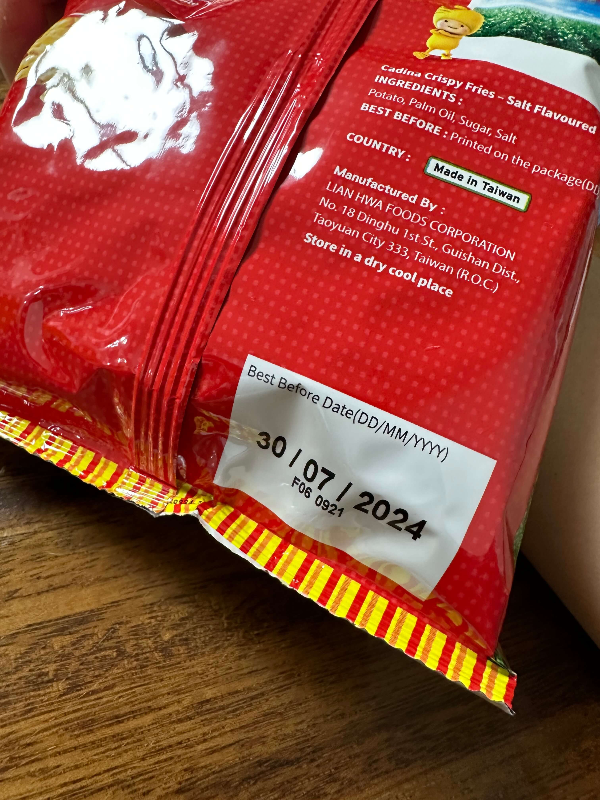 Cadina Crispy Fries – Salt Flavoured
INGREDIENTS :
Potato, Palm Oil, Sugar, Salt
BEST BEFORE : Printed on the package(D
COUNTRY :
Made in Taiwan
Manufactured By :
LIAN HWA FOODS CORPORATION
No. 18 Dinghu 1st St., Guishan Dist.,
Taoyuan City 333, Taiwan (R.O.C.)
Store in a dry cool place
Best Before Date(DD/MM/YYYY)
30 / 07 / 2024
F06 0921